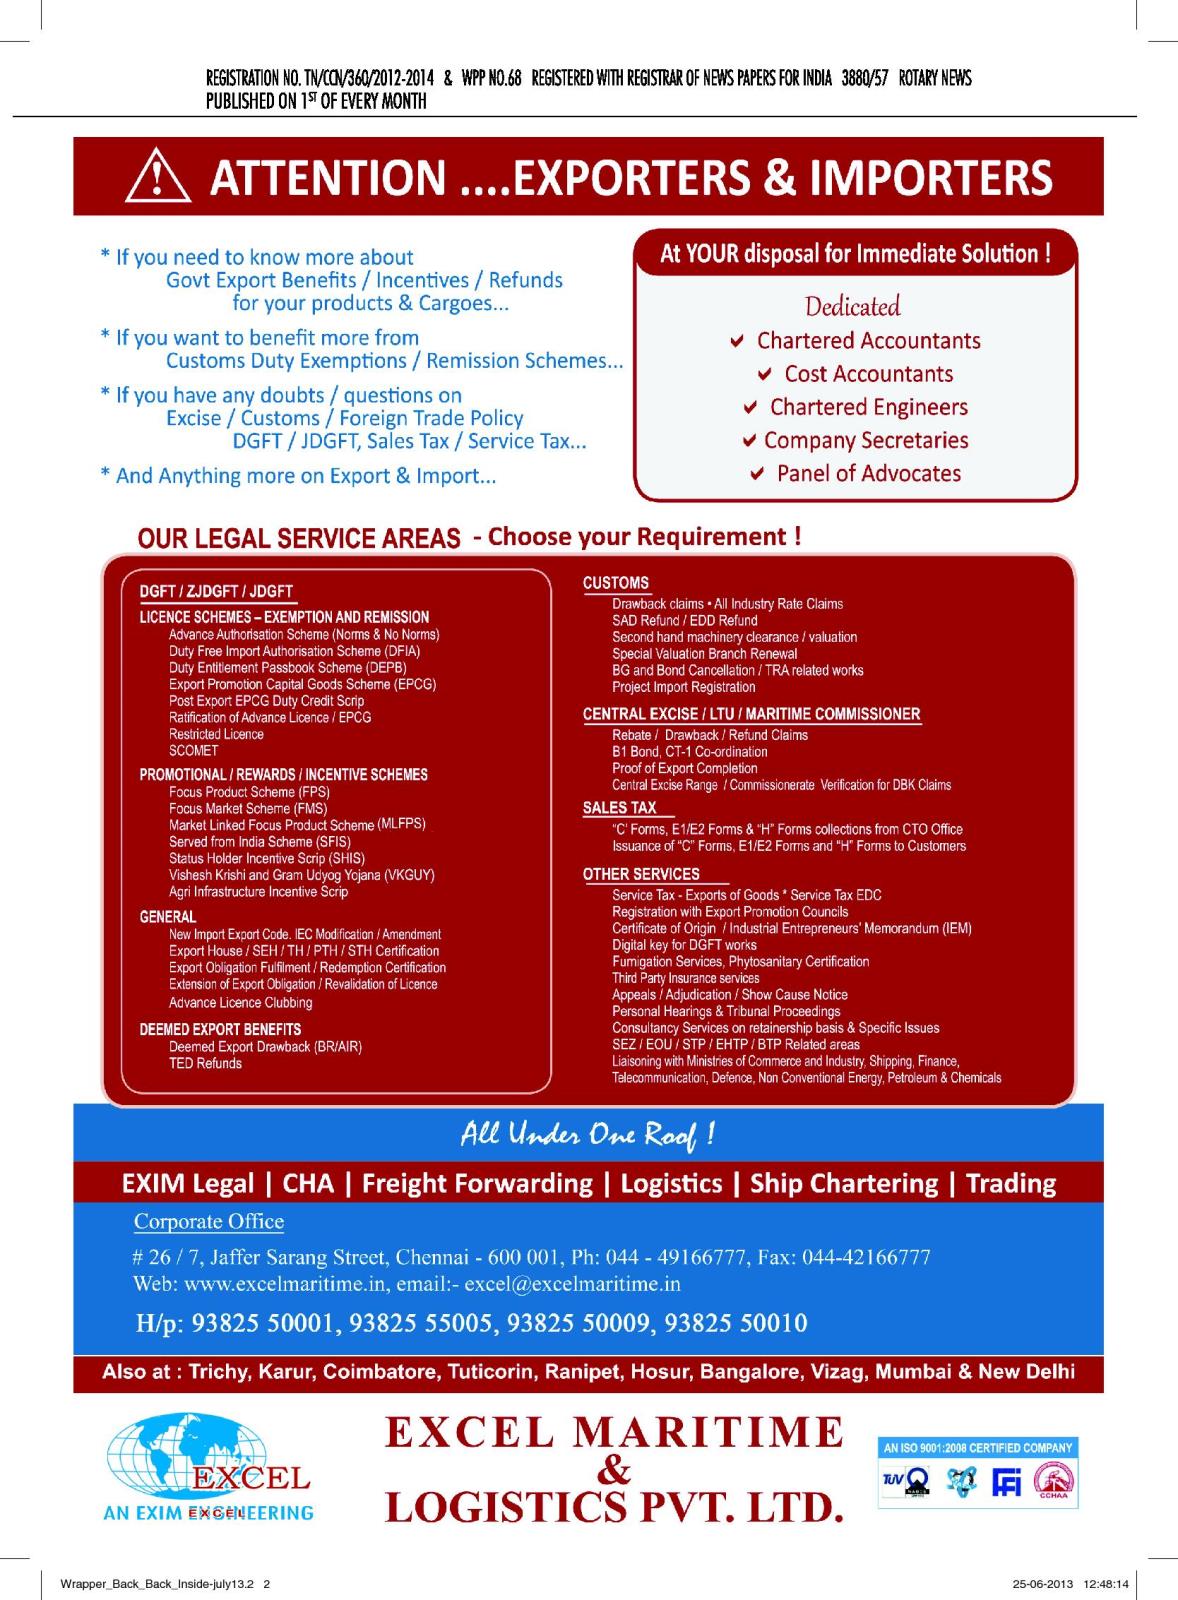 REGISTRATION NO. TN/CCN/360/2012-2014 & WPP NO.68 REGISTERED WITH REGISTRAR OF NEWS PAPERS FOR INDIA 3880/57 ROTARY NEWS
PUBLISHED ON 1ST OF EVERY MONTH
ATTENTION ....EXPORTERS & IMPORTERS
* If you need to know more about
Govt Export Benefits / Incentives / Refunds
for your products & Cargoes...
* If you want to benefit more from
Customs Duty Exemptions / Remission Schemes...
* If you have any doubts / questions on
Excise / Customs / Foreign Trade Policy
DGFT / JDGFT, Sales Tax / Service Tax...
* And Anything more on Export & Import...
At YOUR disposal for Immediate Solution !
Dedicated
Chartered Accountants
Cost Accountants
Chartered Engineers
Company Secretaries
Panel of Advocates
OUR LEGAL SERVICE AREAS - Choose your Requirement !
DGFT / ZJDGFT / JDGFT
LICENCE SCHEMES – EXEMPTION AND REMISSION
Advance Authorisation Scheme (Norms & No Norms)
Duty Free Import Authorisation Scheme (DFIA)
Duty Entitlement Passbook Scheme (DEPB)
Export Promotion Capital Goods Scheme (EPCG)
Post Export EPCG Duty Credit Scrip
Ratification of Advance Licence / EPCG
Restricted Licence
SCOMET
PROMOTIONAL / REWARDS / INCENTIVE SCHEMES
Focus Product Scheme (FPS)
Focus Market Scheme (FMS)
Market Linked Focus Product Scheme (MLFPS)
Served from India Scheme (SFIS)
Status Holder Incentive Scrip (SHIS)
Vishesh Krishi and Gram Udyog Yojana (VKGUY)
Agri Infrastructure Incentive Scrip
GENERAL
New Import Export Code. IEC Modification / Amendment
Export House / SEH / TH / PTH / STH Certification
Export Obligation Fulfilment / Redemption Certification
Extension of Export Obligation / Revalidation of Licence
Advance Licence Clubbing
DEEMED EXPORT BENEFITS
Deemed Export Drawback (BR/AIR)
TED Refunds
CUSTOMS
Drawback claims • All Industry Rate Claims
SAD Refund / EDD Refund
Second hand machinery clearance / valuation
Special Valuation Branch Renewal
BG and Bond Cancellation / TRA related works
Project Import Registration
CENTRAL EXCISE / LTU / MARITIME COMMISSIONER
Rebate / Drawback / Refund Claims
B1 Bond, CT-1 Co-ordination
Proof of Export Completion
Central Excise Range / Commissionerate Verification for DBK Claims
SALES TAX
"C' Forms, E1/E2 Forms & "H" Forms collections from CTO Office
Issuance of "C" Forms, E1/E2 Forms and "H" Forms to Customers
OTHER SERVICES
Service Tax - Exports of Goods * Service Tax EDC
Registration with Export Promotion Councils
Certificate of Origin / Industrial Entrepreneurs' Memorandum (IEM)
Digital key for DGFT works
Fumigation Services, Phytosanitary Certification
Third Party Insurance services
Appeals / Adjudication / Show Cause Notice
Personal Hearings & Tribunal Proceedings
Consultancy Services on retainership basis & Specific Issues
SEZ / EOU / STP / EHTP / BTP Related areas
Liaisoning with Ministries of Commerce and Industry, Shipping, Finance,
Telecommunication, Defence, Non Conventional Energy, Petroleum & Chemicals
All Under One Roof !
EXIM Legal | CHA | Freight Forwarding | Logistics | Ship Chartering | Trading
Corporate Office
# 26 / 7, Jaffer Sarang Street, Chennai - 600 001, Ph: 044 - 49166777, Fax: 044-42166777
Web: www.excelmaritime.in, email:- excel@excelmaritime.in
H/p: 93825 50001, 93825 55005, 93825 50009, 93825 50010
Also at : Trichy, Karur, Coimbatore, Tuticorin, Ranipet, Hosur, Bangalore, Vizag, Mumbai & New Delhi
EXCEL
AN EXIM
EXCEL MARITIME
&
LOGISTICS PVT. LTD.
AN ISO 9001:2008 CERTIFIED COMPANY
TUV
CCHAA
Wrapper_Back_Back_Inside-july13.2 2
25-06-2013 12:48:14